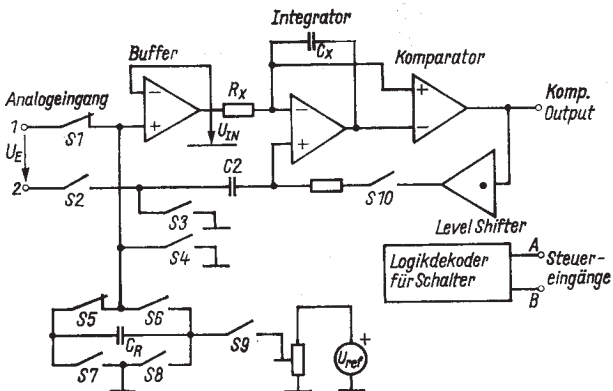 Integrator
Cx
Buffer
Komparator
Rx
Analogeingang
−
+
−
+
+
−
Komp.
Output
1
S1
UIN
UE
2
S2
C2
S10
S3
Level Shifter
S4
Logikdekoder
für Schalter
A
B
Steuer-
eingänge
S5
S6
CR
S7
S8
S9
Uref
+